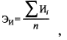 Э_И = ∑И_i / n ,